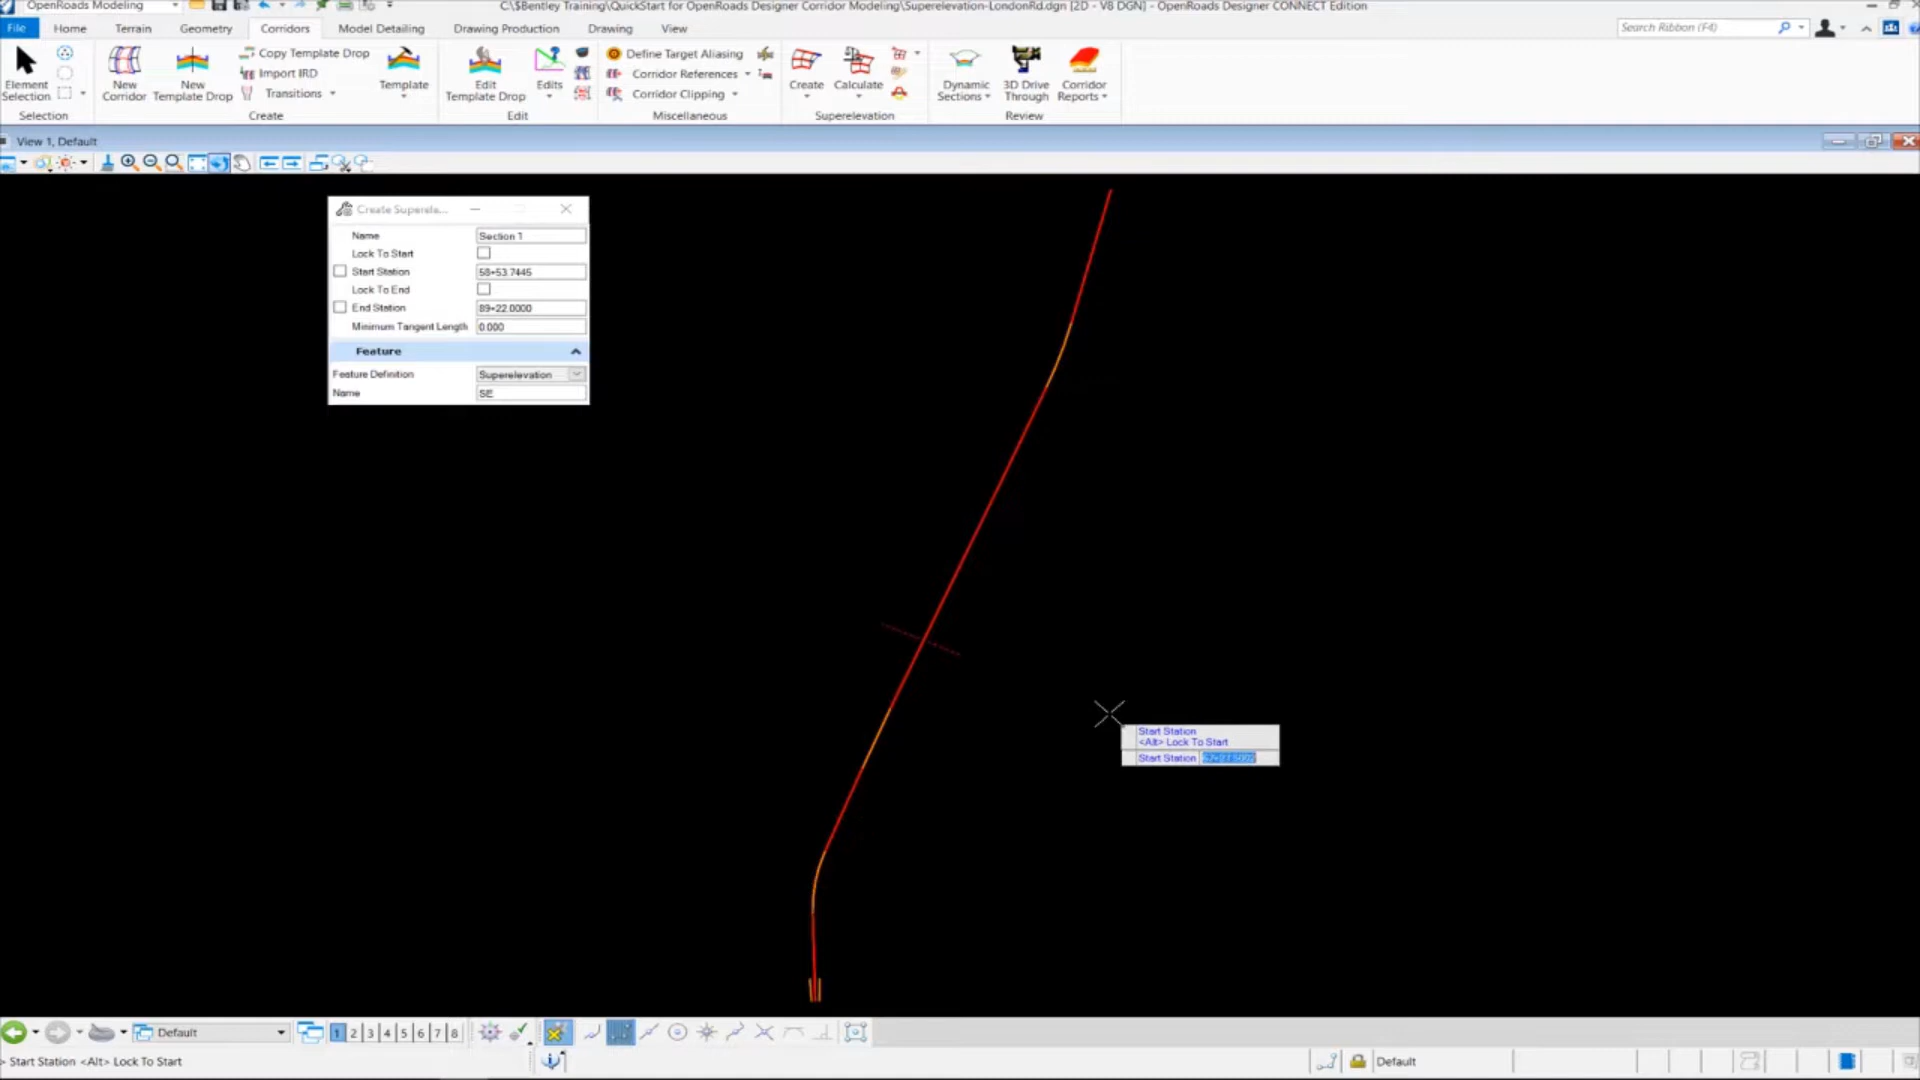 OpenRoads Modeling
C:\$Bentley Training\QuickStart for OpenRoads Designer Corridor Modeling\Superelevation-LondonRd.dgn [2D - V8 DGN] - OpenRoads Designer CONNECT Edition
File Home Terrain Geometry Corridors Model Detailing Drawing Production Drawing View
Search Ribbon (F4)
Element Selection
New Corridor
New Template Drop
Copy Template Drop
Import IRD
Transitions
Template
Edit Template Drop
Edits
Define Target Aliasing
Corridor References
Corridor Clipping
Create
Calculate
Dynamic Sections
3D Drive Through
Corridor Reports
Selection Create Edit Miscellaneous Superelevation Review
View 1, Default
Create Superela...
Name Section 1
Lock To Start
Start Station 58+53.7445
Lock To End
End Station 89+22.0000
Minimum Tangent Length 0.000
Feature
Feature Definition Superelevation
Name SE
Start Station
<Alt> Lock To Start
Start Station
Default 1 2 3 4 5 6 7 8
> Start Station <Alt> Lock To Start
Default